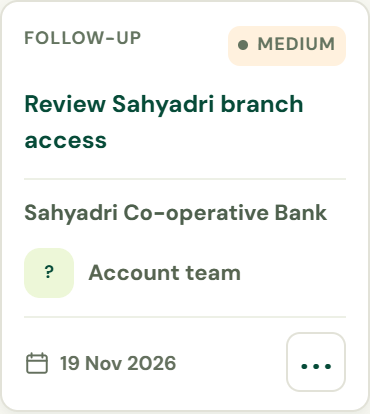 FOLLOW-UP
MEDIUM
Review Sahyadri branch
access
Sahyadri Co-operative Bank
?
Account team
19 Nov 2026